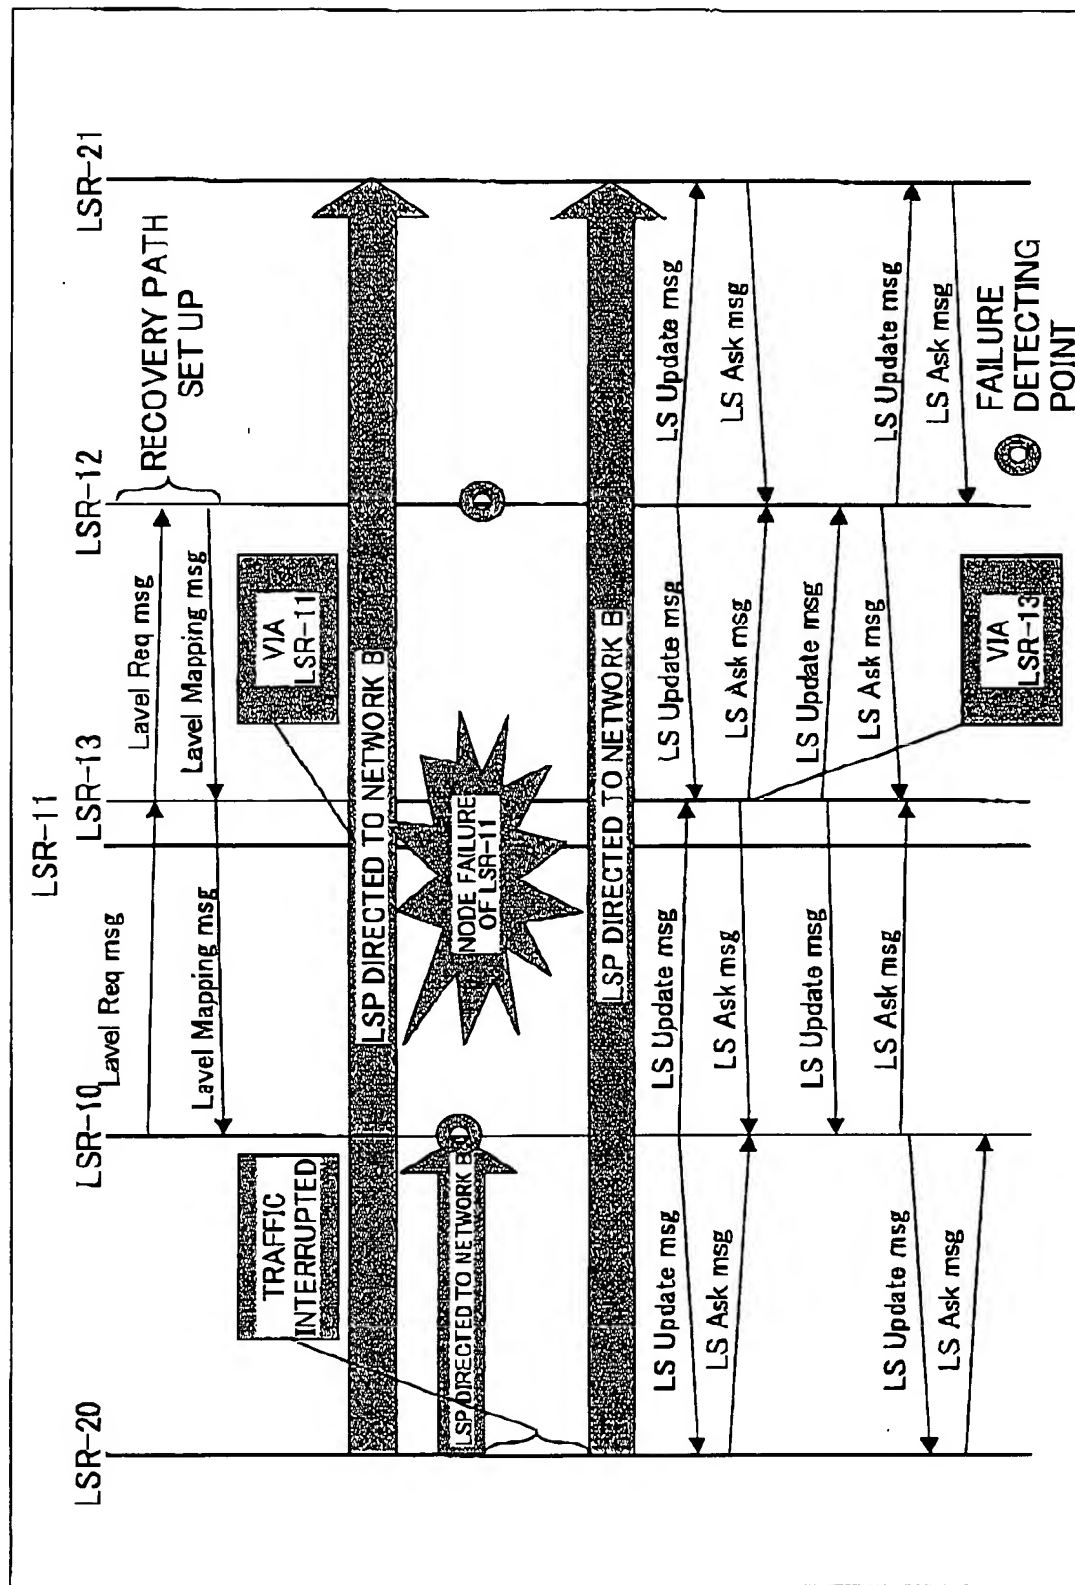 LSR-20
LSR-10
LSR-11
LSR-13
LSR-12
LSR-21
Lavel Req msg
Lavel Req msg
RECOVERY PATH
SET UP
Lavel Mapping msg
Lavel Mapping msg
TRAFFIC
INTERRUPTED
VIA
LSR-11
LSP DIRECTED TO NETWORK B
LSP DIRECTED TO NETWORK B
NODE FAILURE
OF LSR-11
LSP DIRECTED TO NETWORK B
LS Update msg
LS Update msg
LS Update msg
LS Update msg
LS Ask msg
LS Ask msg
LS Ask msg
LS Ask msg
LS Update msg
LS Update msg
LS Update msg
LS Update msg
LS Ask msg
LS Ask msg
LS Ask msg
LS Ask msg
VIA
LSR-13
FAILURE
DETECTING
POINT